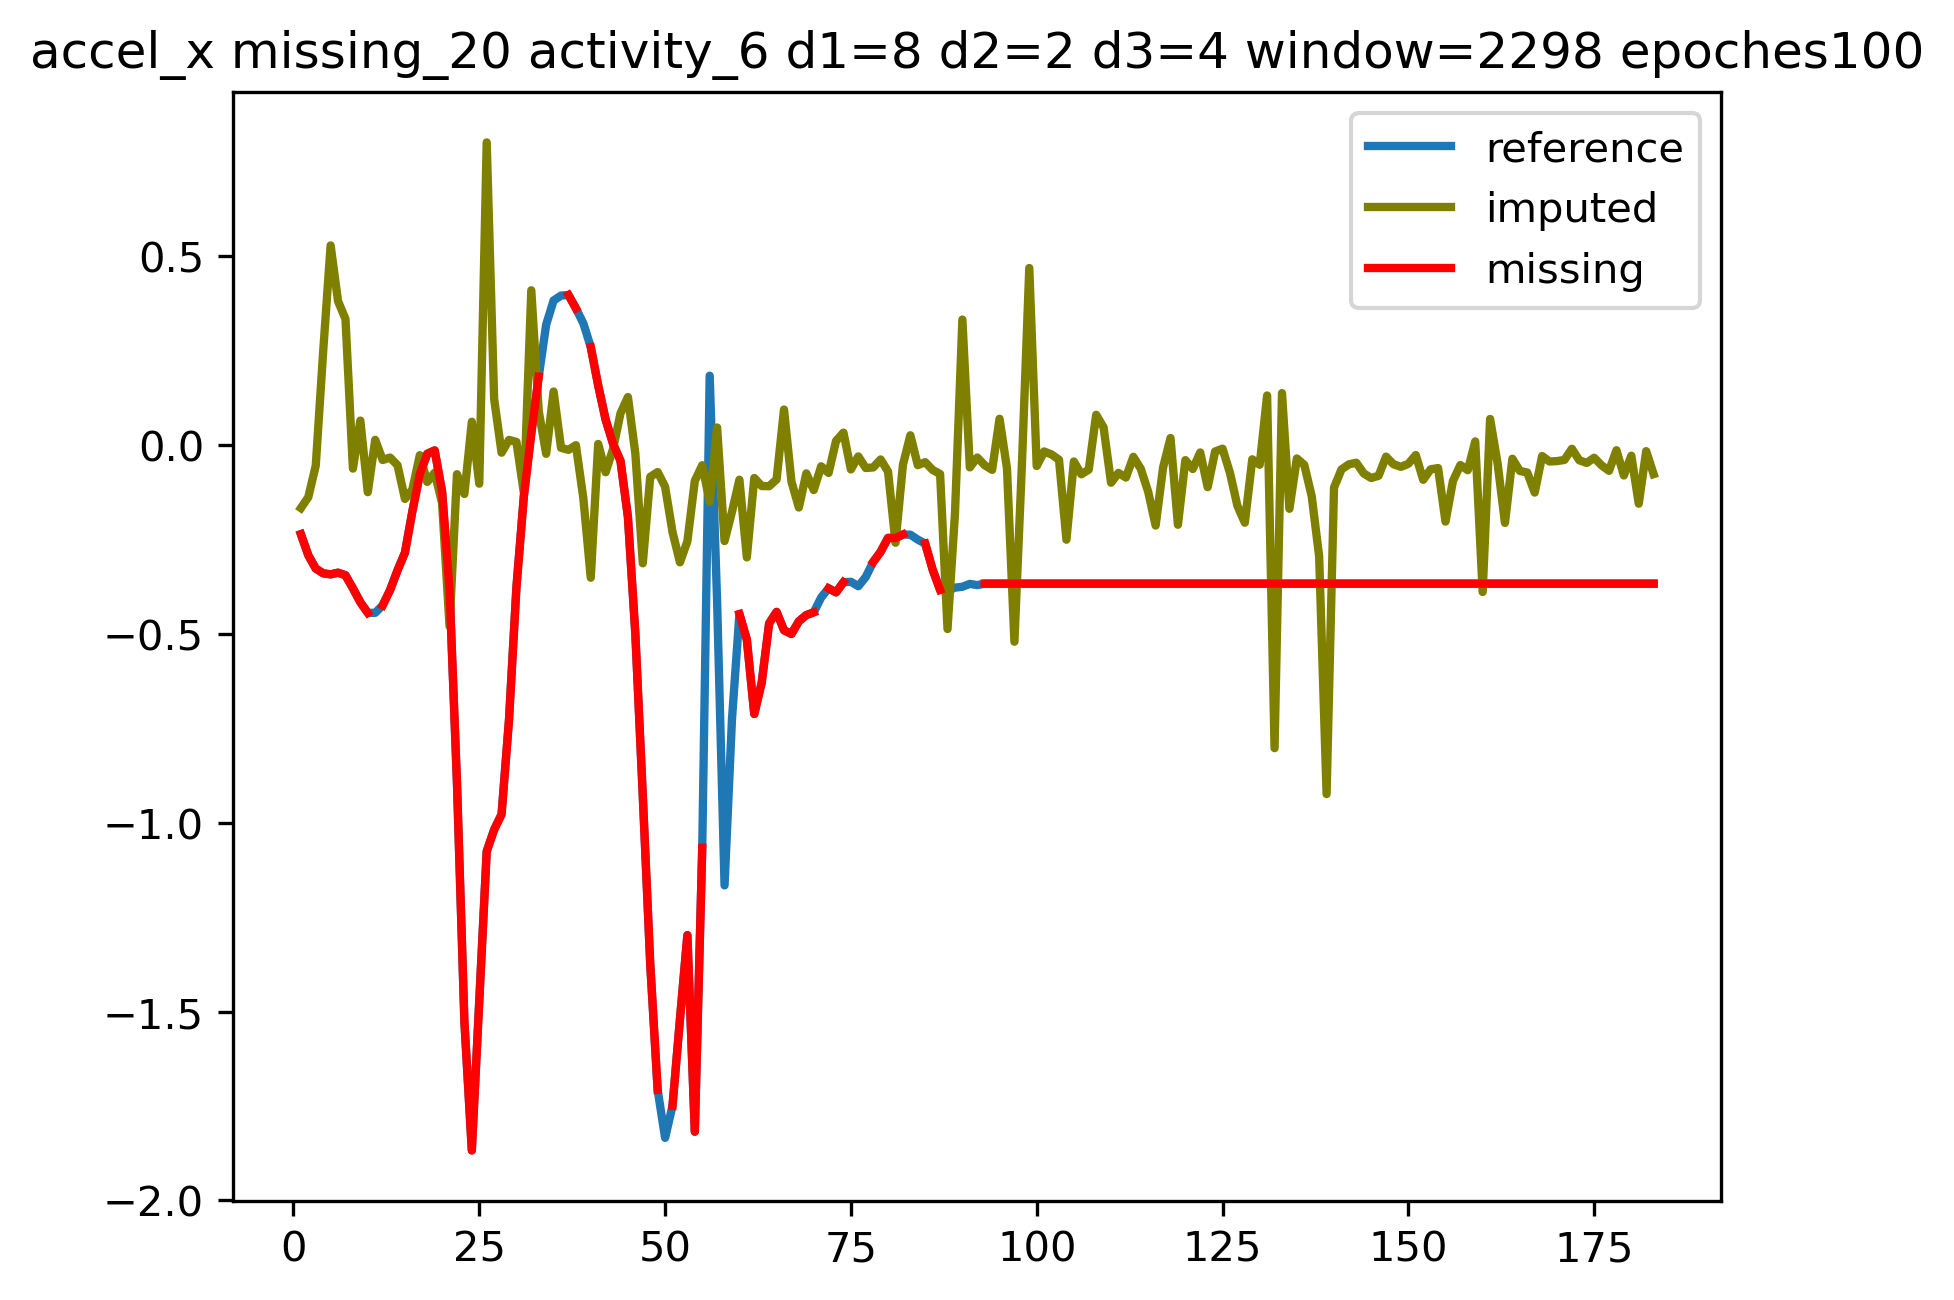 accel_x missing_20 activity_6 d1=8 d2=2 d3=4 window=2298 epoches100
reference
imputed
missing
0.5
0.0
−0.5
−1.0
−1.5
−2.0
0 25 50 75 100 125 150 175